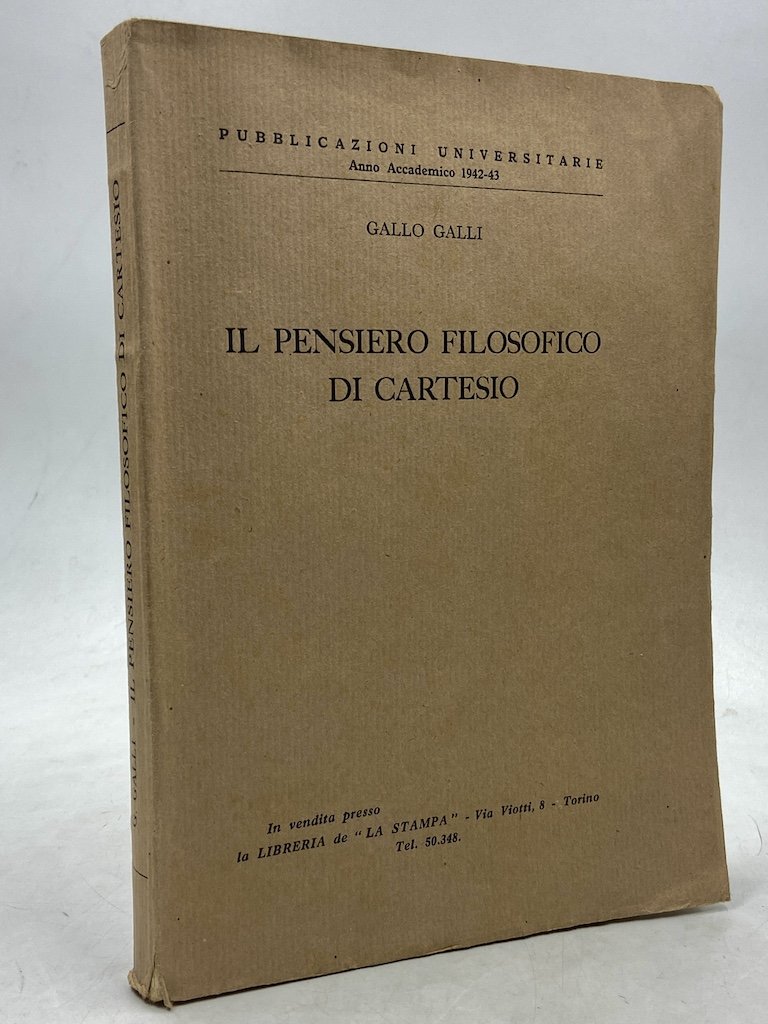 PUBBLICAZIONI UNIVERSITARIE
Anno Accademico 1942-43
GALLO GALLI
IL PENSIERO FILOSOFICO
DI CARTESIO
In vendita presso
la LIBRERIA de "LA STAMPA" - Via Viotti, 8 - Torino
Tel. 50.348.
G. GALLI - IL PENSIERO FILOSOFICO DI CARTESIO